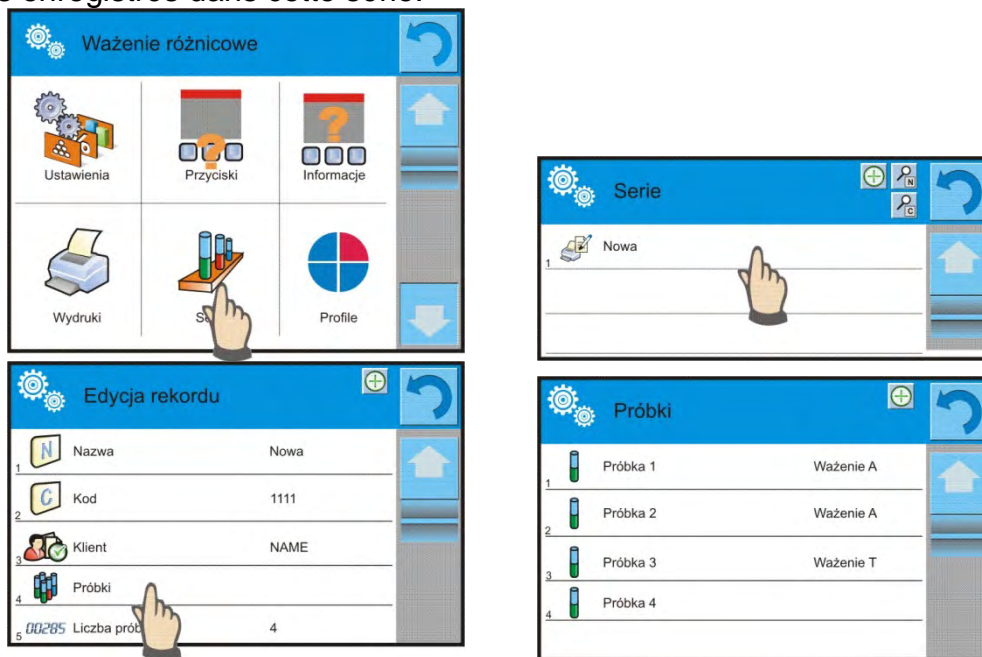 Ważenie różnicowe
Ustawienia
Przyciski
Informacje
Wydruki
Profile
Serie
N
C
1 Nowa
Edycja rekordu
1 N Nazwa Nowa
2 C Kod 1111
3 Klient NAME
4 Próbki
5 00285 Liczba prób 4
Próbki
1 Próbka 1 Ważenie A
2 Próbka 2 Ważenie A
3 Próbka 3 Ważenie T
4 Próbka 4